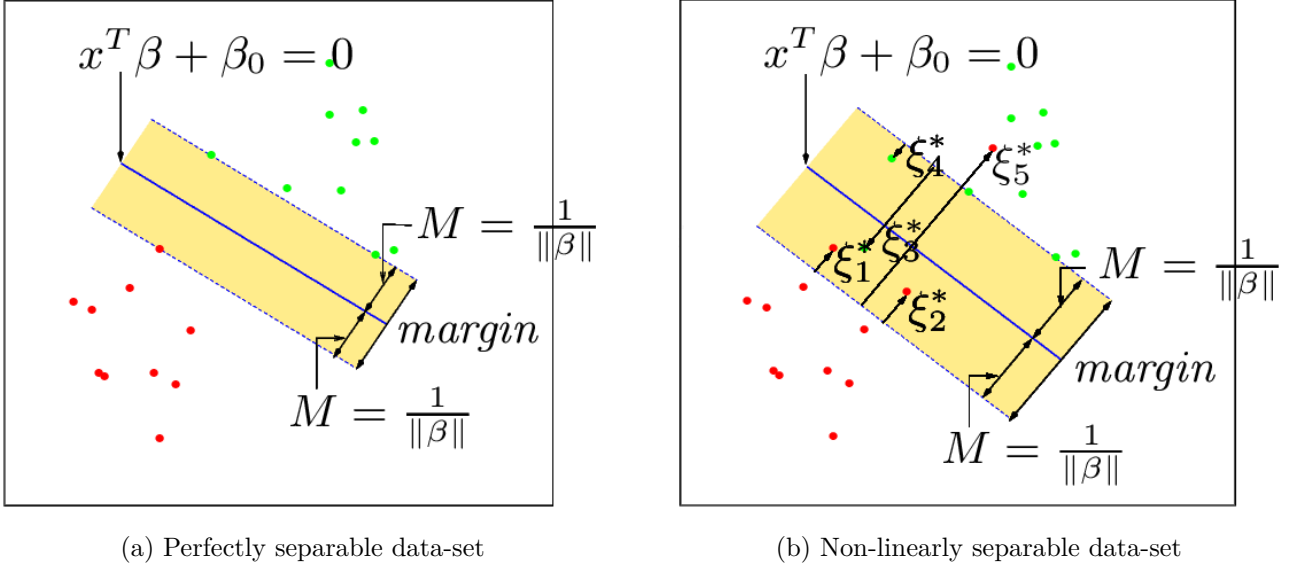 x^T β + β_0 = 0
M = 1/‖β‖
margin
M = 1/‖β‖
(a) Perfectly separable data-set
x^T β + β_0 = 0
ξ_4^*
ξ_5^*
ξ_3^*
ξ_1^*
M = 1/‖β‖
ξ_2^*
margin
M = 1/‖β‖
(b) Non-linearly separable data-set